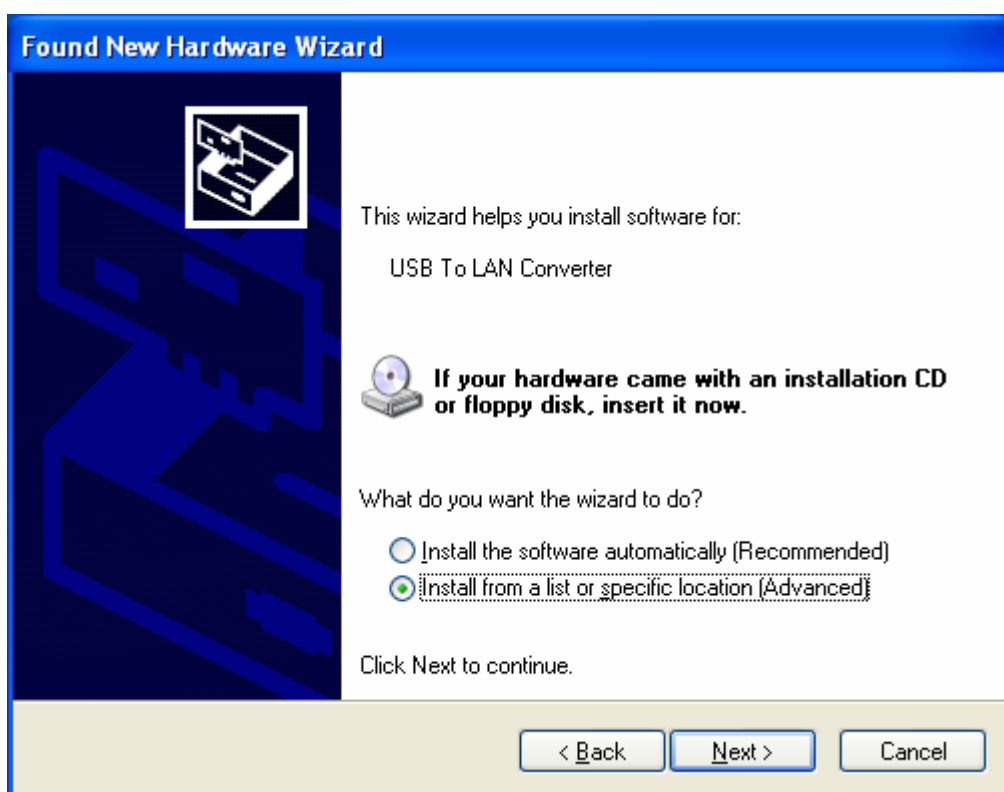 Found New Hardware Wizard
This wizard helps you install software for:
USB To LAN Converter
If your hardware came with an installation CD
or floppy disk, insert it now.
What do you want the wizard to do?
Install the software automatically (Recommended)
Install from a list or specific location (Advanced)
Click Next to continue.
< Back
Next >
Cancel